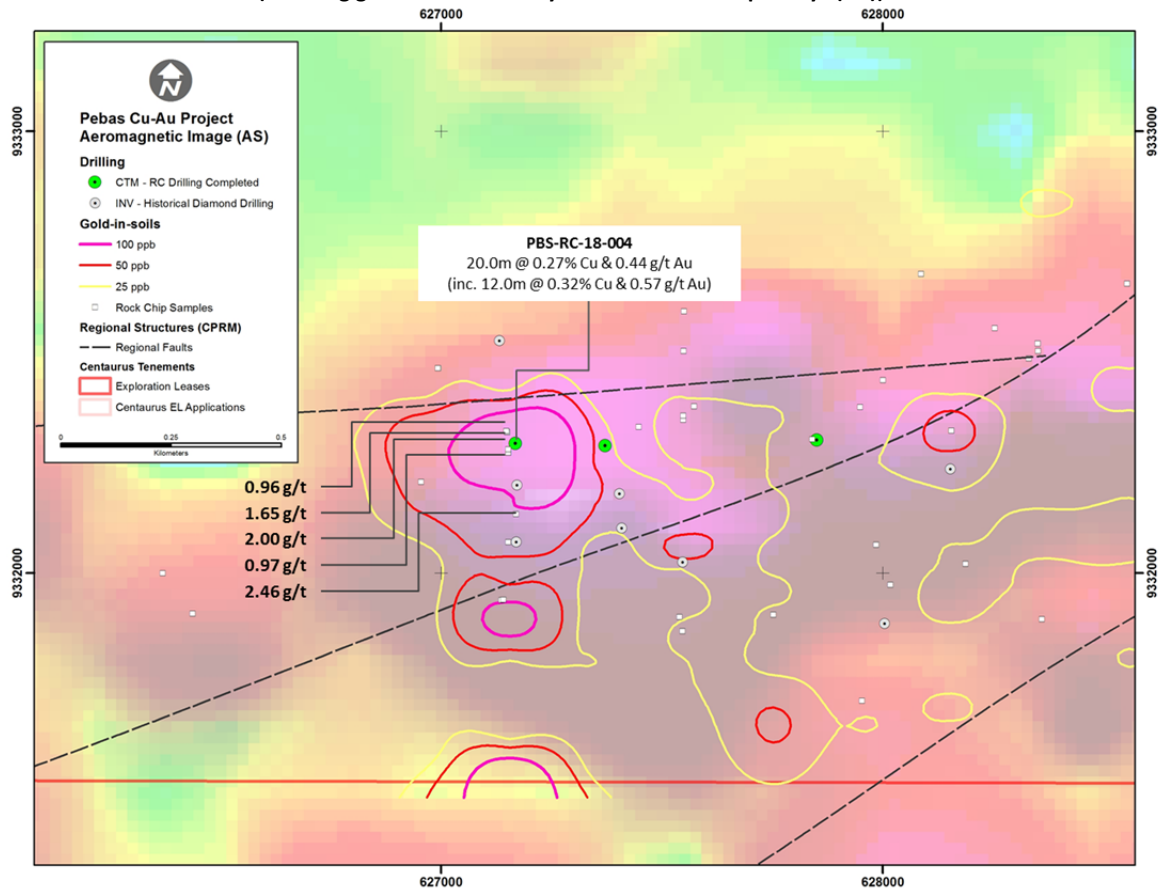 627000
628000
9333000
9333000
N
Pebas Cu-Au Project
Aeromagnetic Image (AS)
Drilling
CTM - RC Drilling Completed
INV - Historical Diamond Drilling
Gold-in-soils
100 ppb
50 ppb
25 ppb
Rock Chip Samples
Regional Structures (CPRM)
Regional Faults
Centaurus Tenements
Exploration Leases
Centaurus EL Applications
0 0.25 0.5
Kilometers
PBS-RC-18-004
20.0m @ 0.27% Cu & 0.44 g/t Au
(inc. 12.0m @ 0.32% Cu & 0.57 g/t Au)
0.96 g/t
1.65 g/t
2.00 g/t
0.97 g/t
2.46 g/t
9332000
9332000
627000
628000